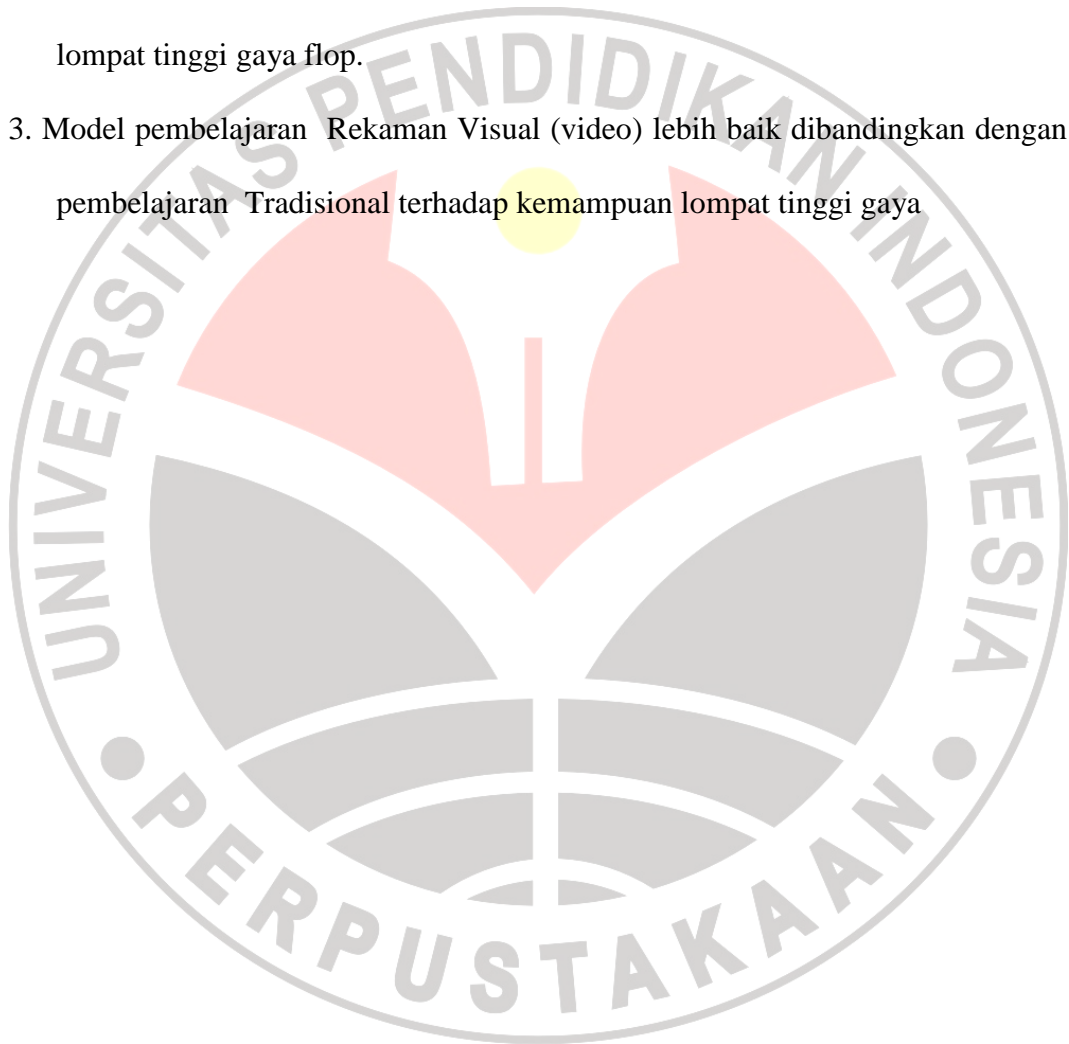 lompat tinggi gaya flop.
3. Model pembelajaran Rekaman Visual (video) lebih baik dibandingkan dengan
pembelajaran Tradisional terhadap kemampuan lompat tinggi gaya
UNIVERSITAS PENDIDIKAN INDONESIA
PERPUSTAKAAN